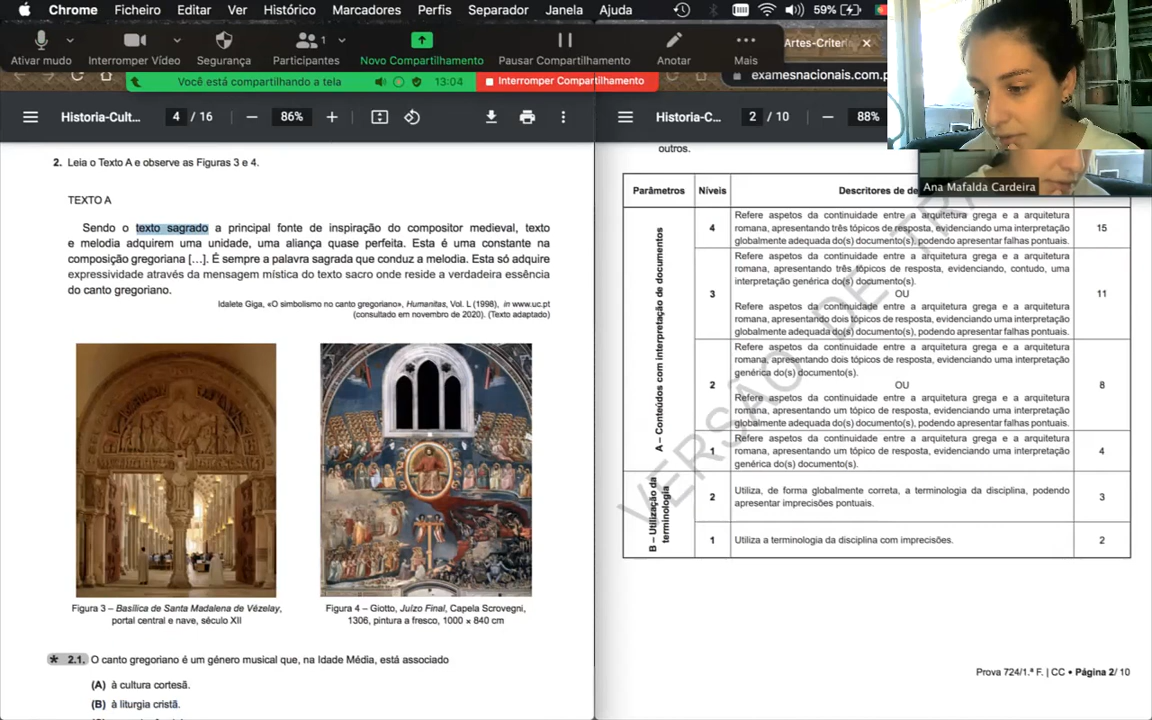 Chrome Ficheiro Editar Ver Histórico Marcadores Perfis Separador Janela Ajuda 59%
1
Ativar mudo Interromper Vídeo Segurança Participantes Novo Compartilhamento Pausar Compartilhamento Anotar Mais
Artes-Criterio
Você está compartilhando a tela 13:04 Interromper Compartilhamento
examesnacionais.com.p
Historia-Cult... 4 / 16 86%
Historia-C... 2 / 10 88%
Ana Mafalda Cardeira
2. Leia o Texto A e observe as Figuras 3 e 4.
TEXTO A
Sendo o texto sagrado a principal fonte de inspiração do compositor medieval, texto
e melodia adquirem uma unidade, uma aliança quase perfeita. Esta é uma constante na
composição gregoriana [...]. É sempre a palavra sagrada que conduz a melodia. Esta só adquire
expressividade através da mensagem mística do texto sacro onde reside a verdadeira essência
do canto gregoriano.
Idalete Giga, «O simbolismo no canto gregoriano», Humanitas, Vol. L (1998), in www.uc.pt
(consultado em novembro de 2020). (Texto adaptado)
Figura 3 – Basílica de Santa Madalena de Vézelay,
portal central e nave, século XII
Figura 4 – Giotto, Juízo Final, Capela Scrovegni,
1306, pintura a fresco, 1000 × 840 cm
* 2.1. O canto gregoriano é um género musical que, na Idade Média, está associado
(A) à cultura cortesã.
(B) à liturgia cristã.
outros.
Parâmetros Níveis Descritores de de
A – Conteúdos com interpretação de documentos
4
Refere aspetos da continuidade entre a arquitetura grega e a arquitetura
romana, apresentando três tópicos de resposta, evidenciando uma interpretação
globalmente adequada do(s) documento(s), podendo apresentar falhas pontuais.
15
3
Refere aspetos da continuidade entre a arquitetura grega e a arquitetura
romana, apresentando três tópicos de resposta, evidenciando, contudo, uma
interpretação genérica do(s) documento(s).
OU
Refere aspetos da continuidade entre a arquitetura grega e a arquitetura
romana, apresentando dois tópicos de resposta, evidenciando uma interpretação
globalmente adequada do(s) documento(s), podendo apresentar falhas pontuais.
11
2
Refere aspetos da continuidade entre a arquitetura grega e a arquitetura
romana, apresentando dois tópicos de resposta, evidenciando uma interpretação
genérica do(s) documento(s).
OU
Refere aspetos da continuidade entre a arquitetura grega e a arquitetura
romana, apresentando um tópico de resposta, evidenciando uma interpretação
globalmente adequada do(s) documento(s), podendo apresentar falhas pontuais.
8
1
Refere aspetos da continuidade entre a arquitetura grega e a arquitetura
romana, apresentando um tópico de resposta, evidenciando uma interpretação
genérica do(s) documento(s).
4
B – Utilização da
terminologia
2
Utiliza, de forma globalmente correta, a terminologia da disciplina, podendo
apresentar imprecisões pontuais.
3
1
Utiliza a terminologia da disciplina com imprecisões.
2
VERSÃO DE TRA
Prova 724/1.ª F. | CC • Página 2/ 10